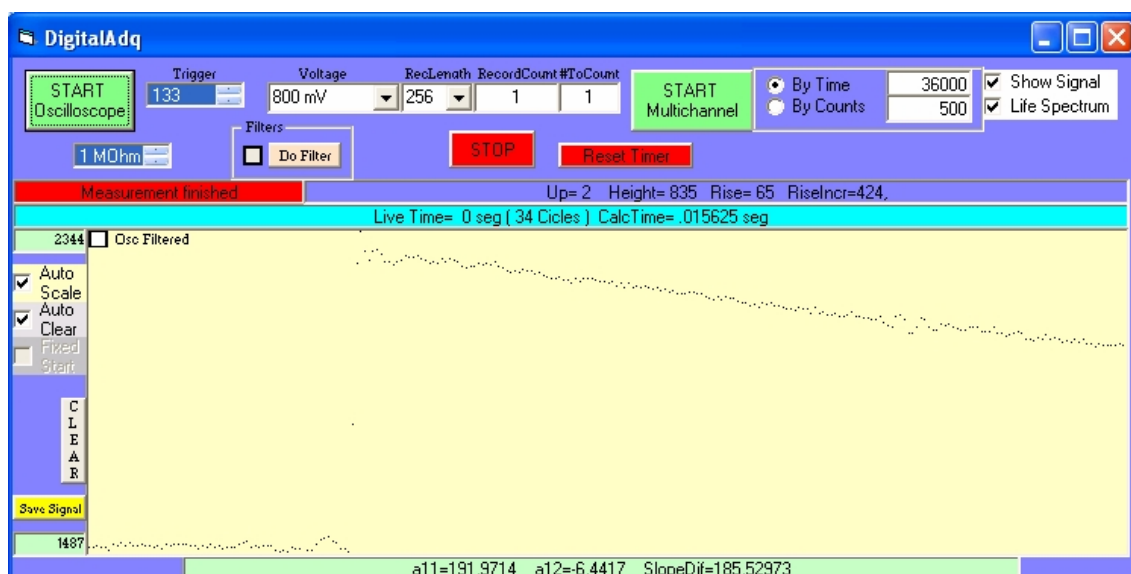 DigitalAdq
Trigger Voltage RecLength RecordCount #ToCount
START Oscilloscope
133
800 mV
256
1
1
START Multichannel
By Time 36000
By Counts 500
Show Signal
Life Spectrum
1 MOhm
Filters
Do Filter
STOP
Reset Timer
Measurement finished
Up= 2 Height= 835 Rise= 65 RiseIncr=424,
Live Time= 0 seg ( 34 Cicles ) CalcTime= .015625 seg
2344
Osc Filtered
Auto Scale
Auto Clear
Fixed Start
CLEAR
Save Signal
1487
a11=191.9714 a12=-6.4417 SlopeDif=185.52973